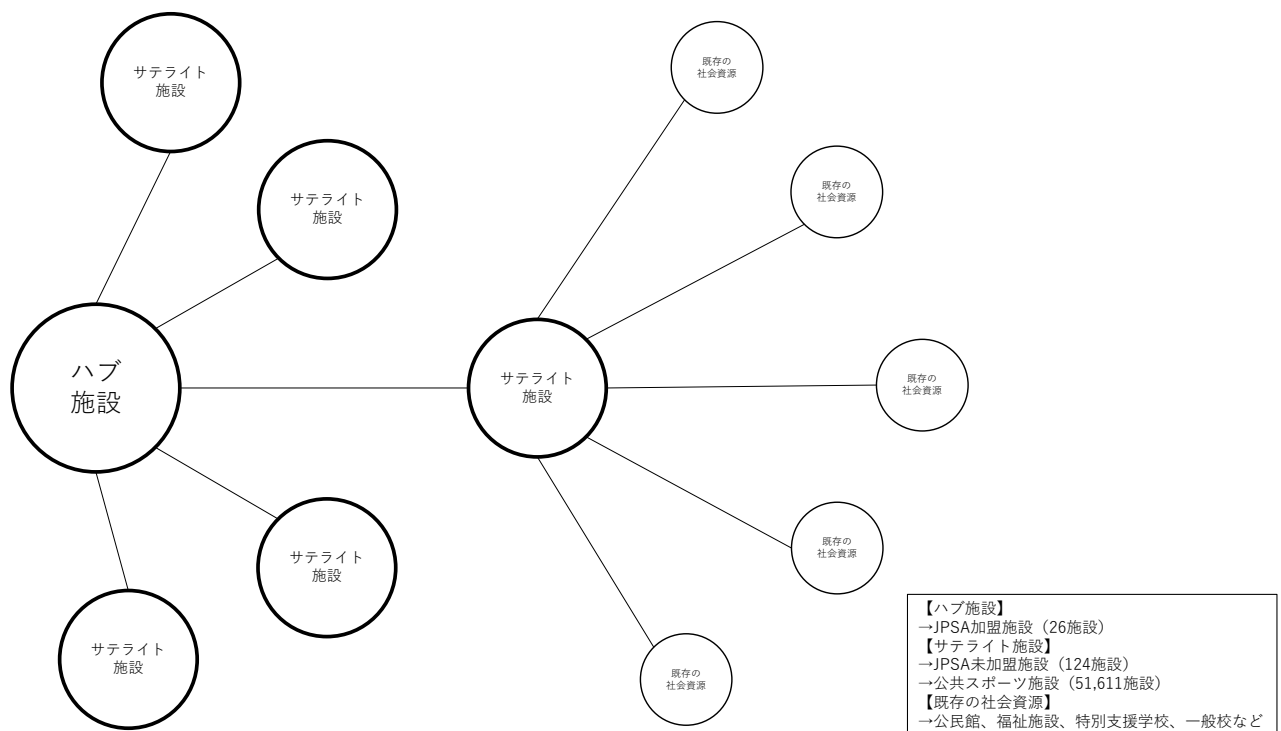 サテライト
施設
既存の
社会資源
サテライト
施設
既存の
社会資源
ハブ
施設
サテライト
施設
既存の
社会資源
サテライト
施設
既存の
社会資源
サテライト
施設
既存の
社会資源
【ハブ施設】
→JPSA加盟施設（26施設）
【サテライト施設】
→JPSA未加盟施設（124施設）
→公共スポーツ施設（51,611施設）
【既存の社会資源】
→公民館、福祉施設、特別支援学校、一般校など